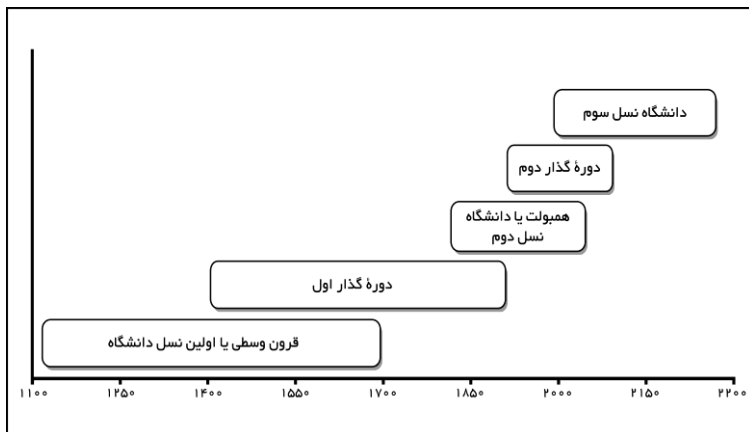 دانشگاه نسل سوم
دورهٔ گذار دوم
همبولت یا دانشگاه
نسل دوم
دورهٔ گذار اول
قرون وسطی یا اولین نسل دانشگاه
۱۱۰۰ ۱۲۵۰ ۱۴۰۰ ۱۵۵۰ ۱۷۰۰ ۱۸۵۰ ۲۰۰۰ ۲۱۵۰ ۲۲۰۰